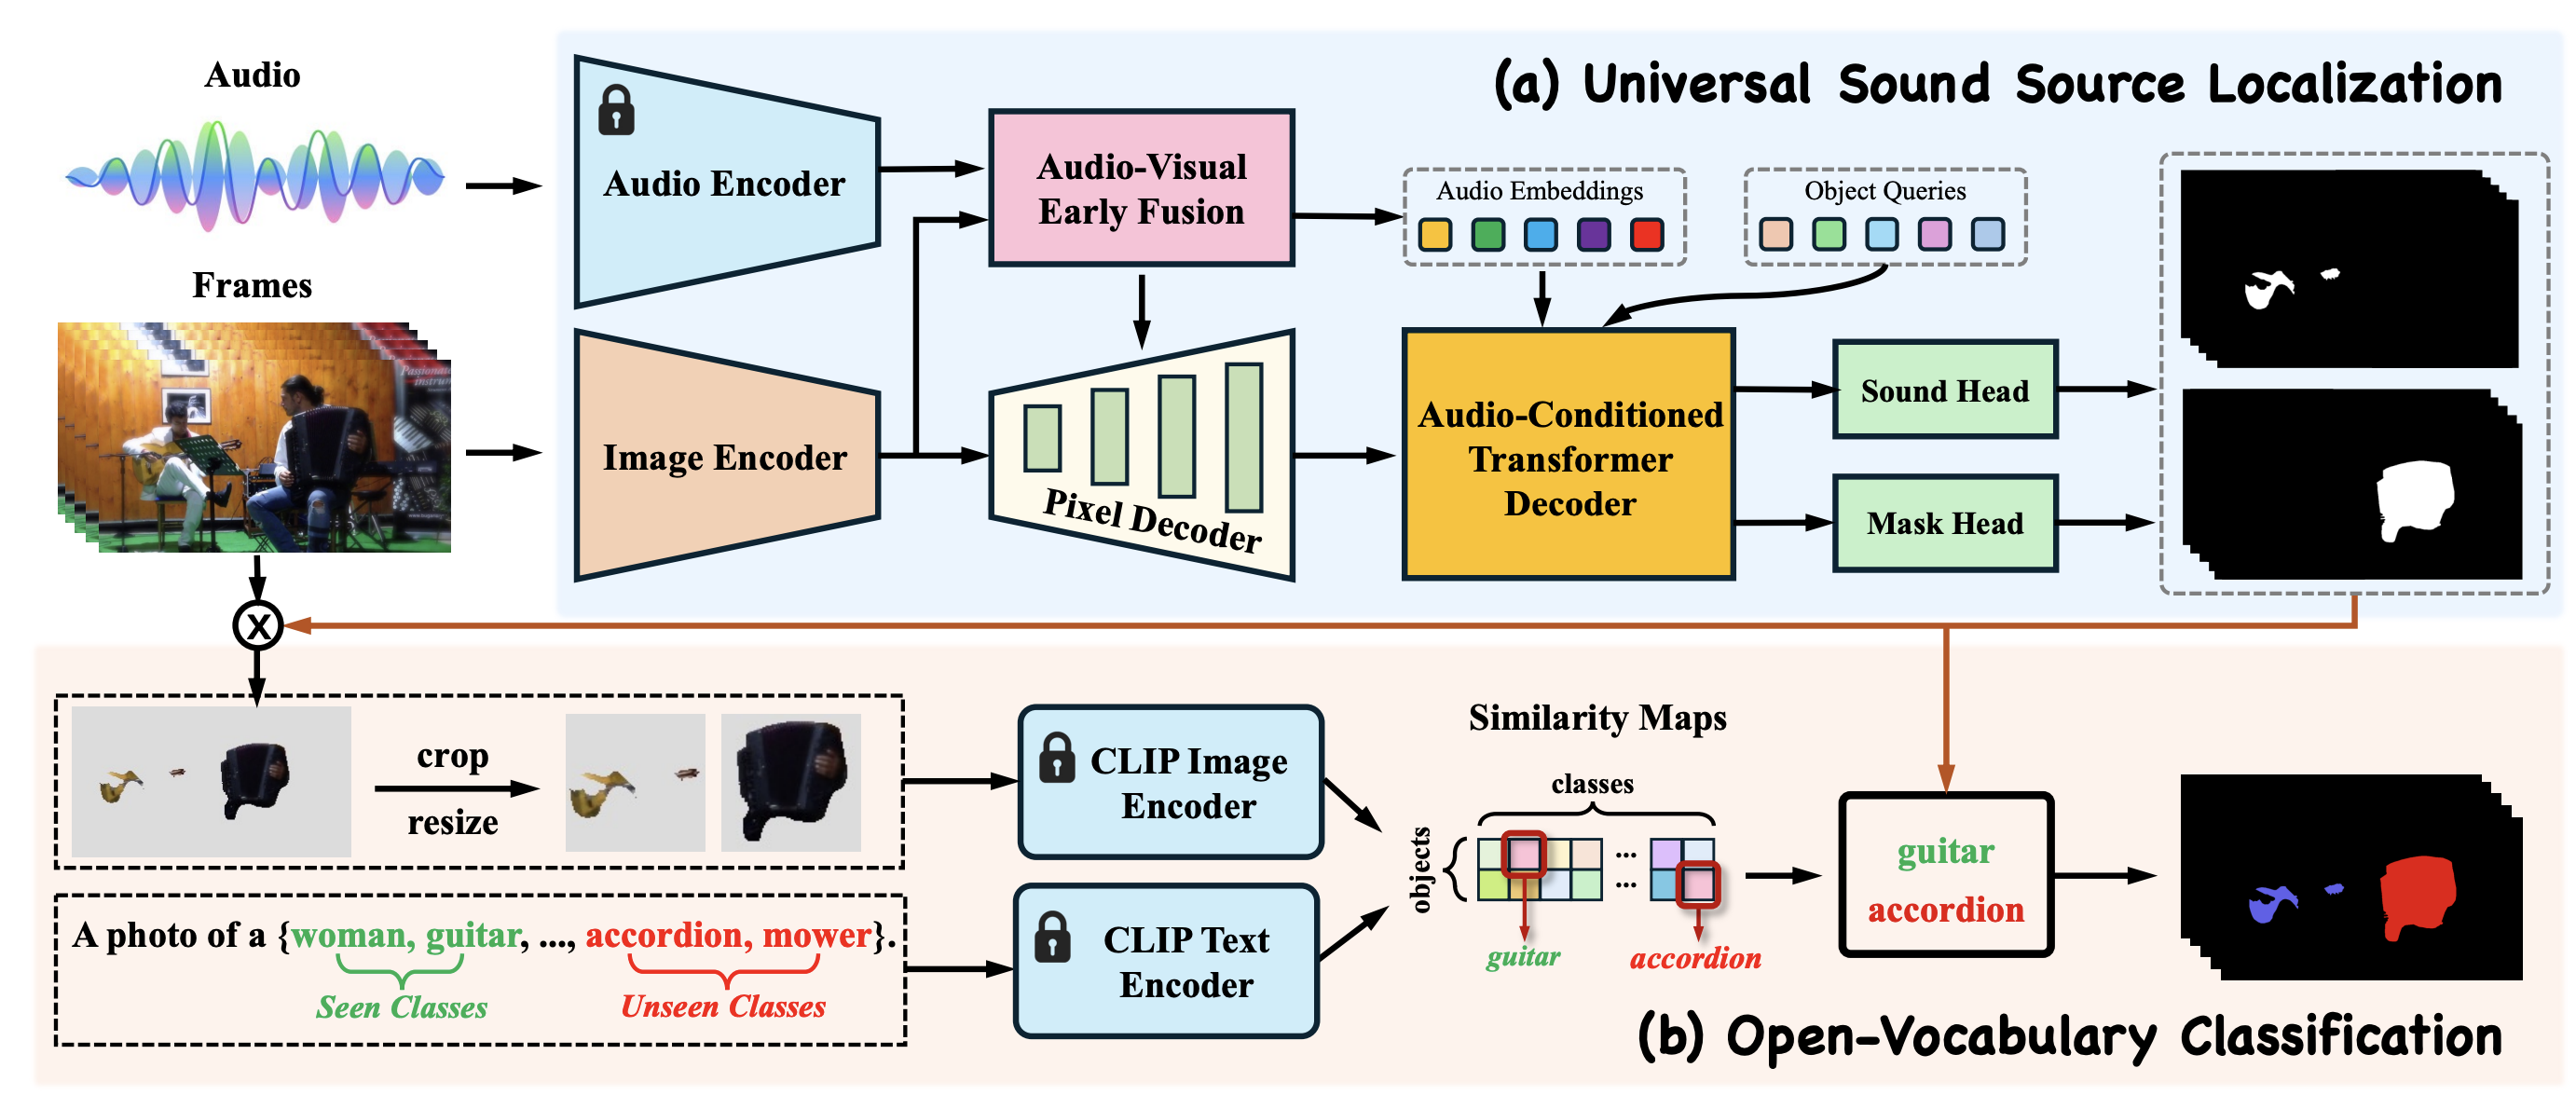 (a) Universal Sound Source Localization
Audio
Frames
Audio Encoder
Image Encoder
Audio-Visual
Early Fusion
Pixel Decoder
Audio Embeddings
Object Queries
Audio-Conditioned
Transformer
Decoder
Sound Head
Mask Head
X
crop
resize
A photo of a {woman, guitar, ..., accordion, mower}.
Seen Classes
Unseen Classes
CLIP Image
Encoder
CLIP Text
Encoder
Similarity Maps
classes
objects
...
...
guitar
accordion
guitar
accordion
(b) Open-Vocabulary Classification